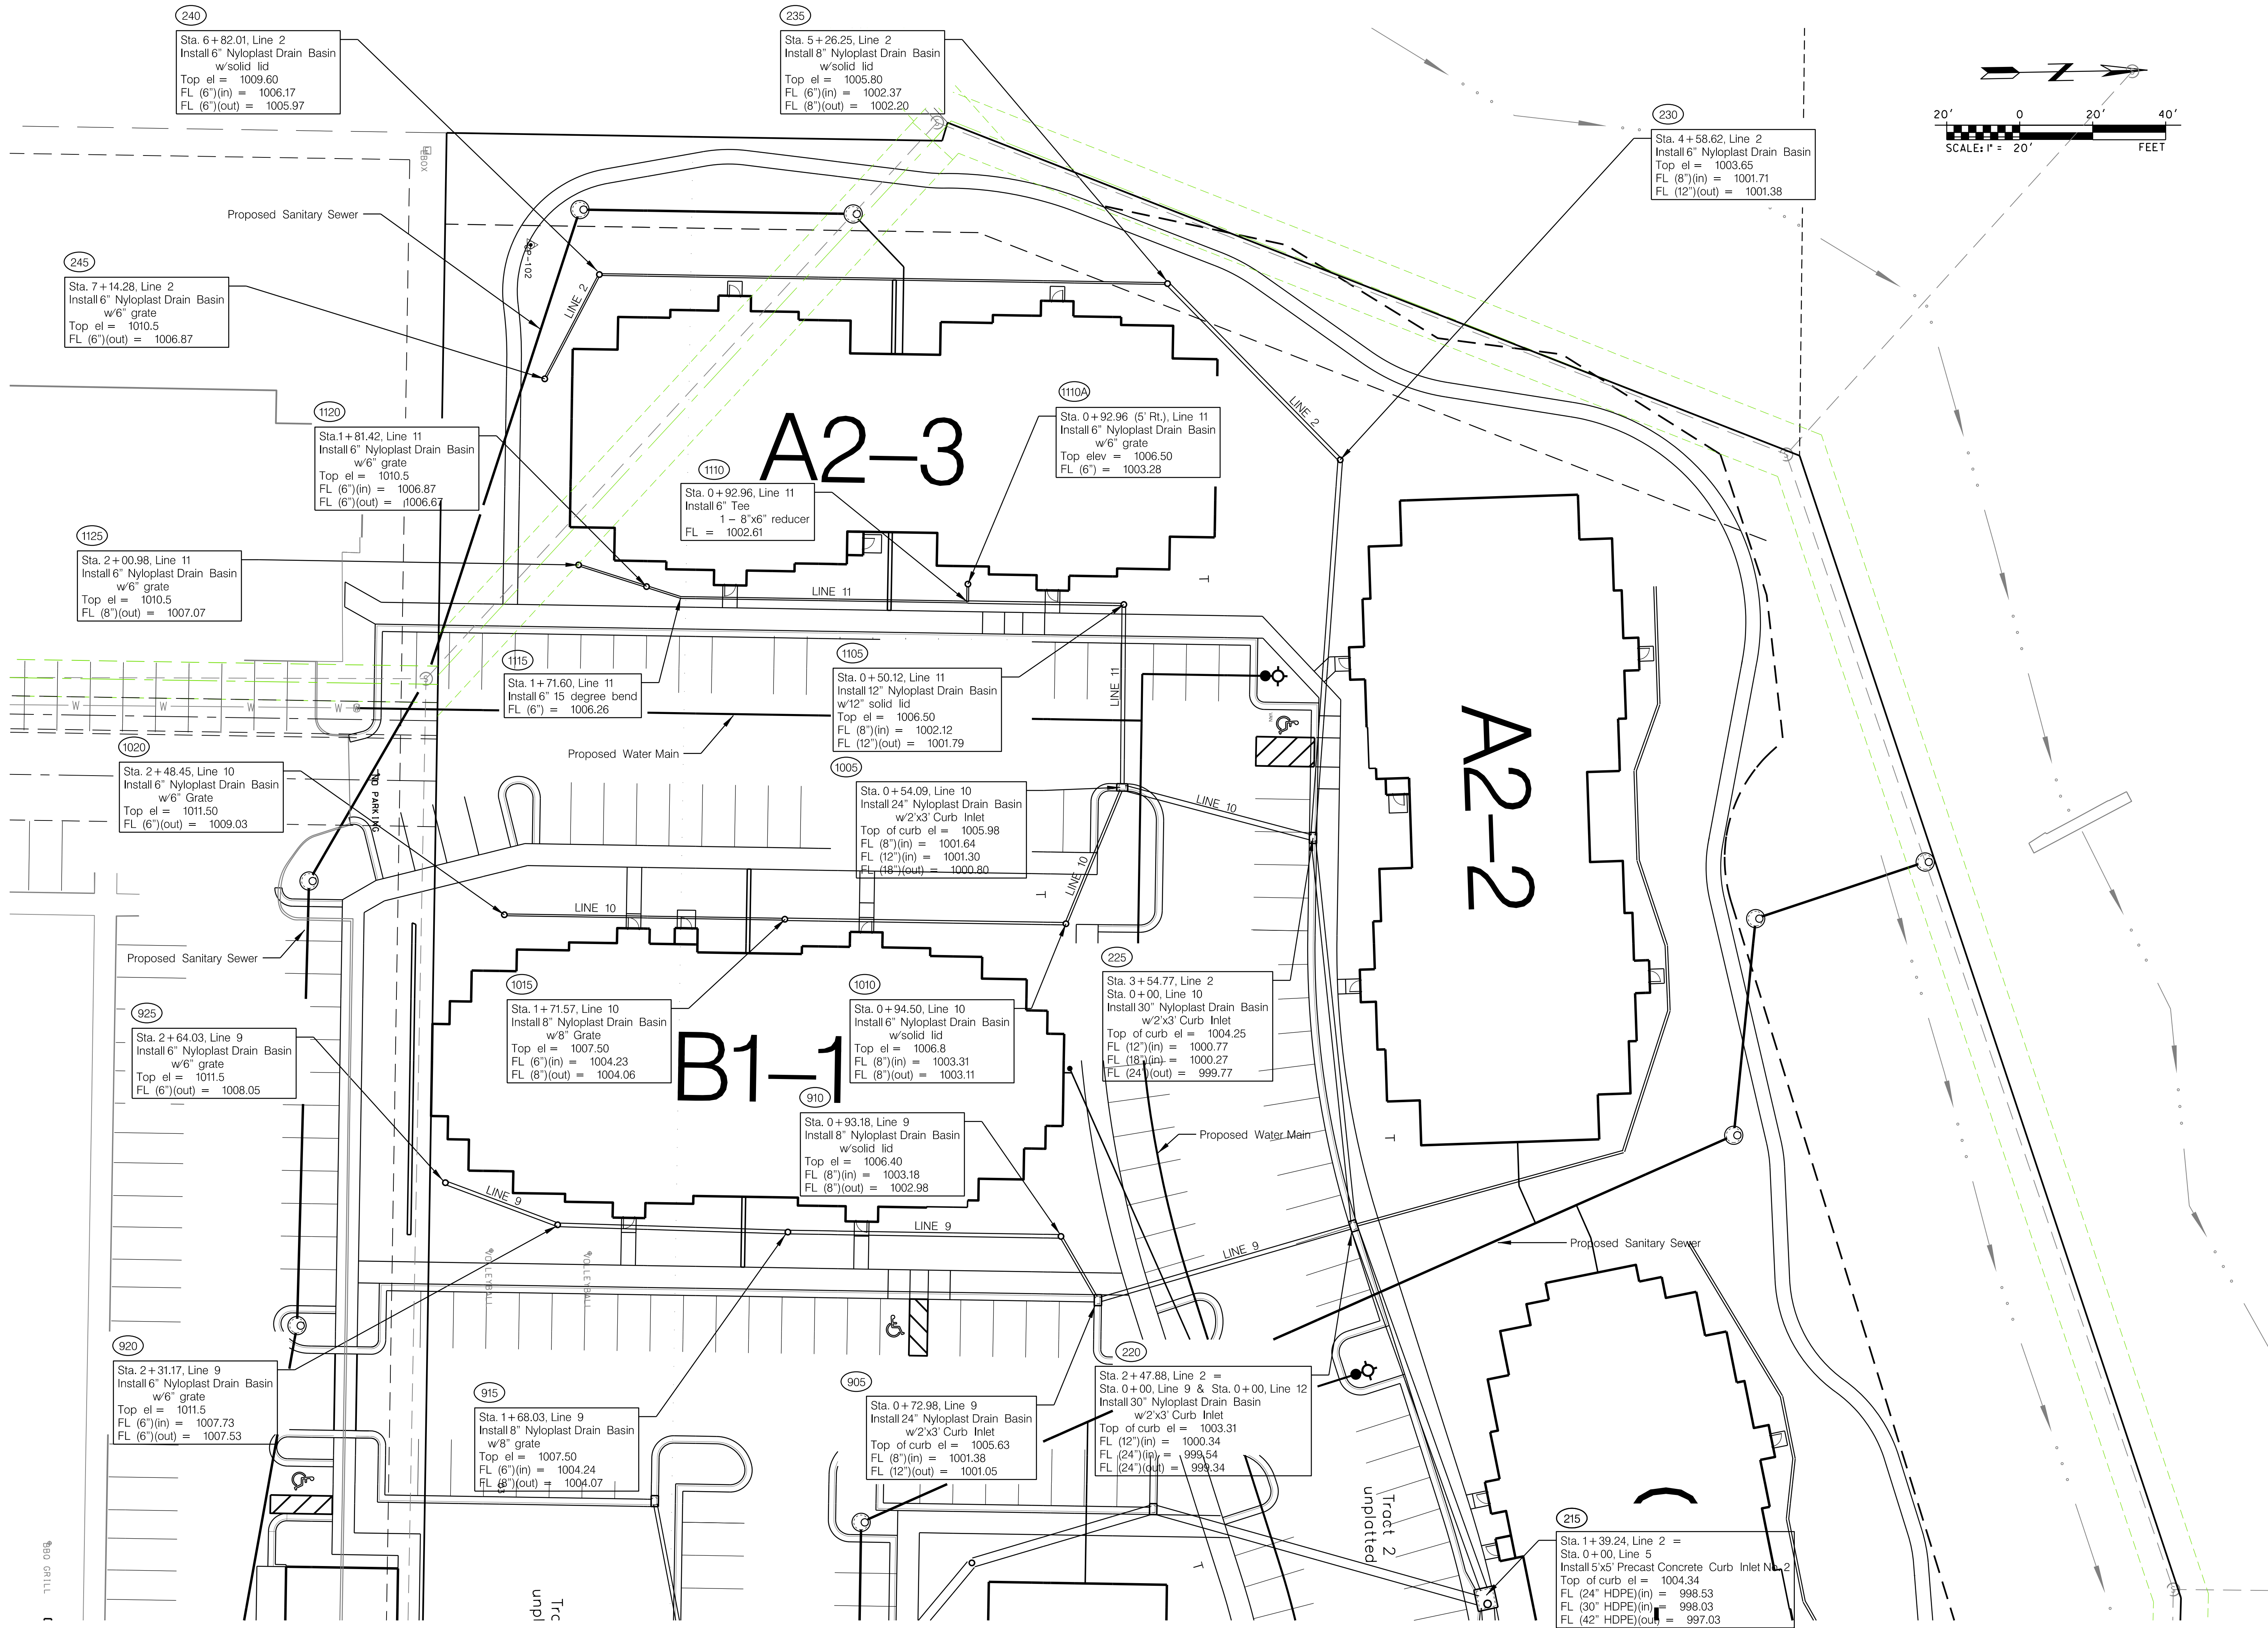 240
Sta. 6+82.01, Line 2
Install 6" Nyloplast Drain Basin
w/solid lid
Top el = 1009.60
FL (6")(in) = 1006.17
FL (6")(out) = 1005.97
235
Sta. 5+26.25, Line 2
Install 8" Nyloplast Drain Basin
w/solid lid
Top el = 1005.80
FL (6")(in) = 1002.37
FL (8")(out) = 1002.20
230
Sta. 4+58.62, Line 2
Install 6" Nyloplast Drain Basin
Top el = 1003.65
FL (8")(in) = 1001.71
FL (12")(out) = 1001.38
N
20' 0 20' 40'
SCALE: 1" = 20' FEET
EBOX
Proposed Sanitary Sewer
CP-102
245
Sta. 7+14.28, Line 2
Install 6" Nyloplast Drain Basin
w/6" grate
Top el = 1010.5
FL (6")(out) = 1006.87
LINE 2
LINE 2
A2-3
1120
Sta.1+81.42, Line 11
Install 6" Nyloplast Drain Basin
w/6" grate
Top el = 1010.5
FL (6")(in) = 1006.87
FL (6")(out) = 1006.67
1110
Sta. 0+92.96, Line 11
Install 6" Tee
1 - 8"x6" reducer
FL = 1002.61
1110A
Sta. 0+92.96 (5' Rt.), Line 11
Install 6" Nyloplast Drain Basin
w/6" grate
Top elev = 1006.50
FL (6") = 1003.28
1125
Sta. 2+00.98, Line 11
Install 6" Nyloplast Drain Basin
w/6" grate
Top el = 1010.5
FL (8")(out) = 1007.07
LINE 11
T
1115
Sta. 1+71.60, Line 11
Install 6" 15 degree bend
FL (6") = 1006.26
1105
Sta. 0+50.12, Line 11
Install 12" Nyloplast Drain Basin
w/12" solid lid
Top el = 1006.50
FL (8")(in) = 1002.12
FL (12")(out) = 1001.79
LINE 11
W W W W
Proposed Water Main
VAN
A2-2
1020
Sta. 2+48.45, Line 10
Install 6" Nyloplast Drain Basin
w/6" Grate
Top el = 1011.50
FL (6")(out) = 1009.03
NO PARKING
1005
Sta. 0+54.09, Line 10
Install 24" Nyloplast Drain Basin
w/2'x3' Curb Inlet
Top of curb el = 1005.98
FL (8")(in) = 1001.64
FL (12")(in) = 1001.30
FL (18")(out) = 1000.80
LINE 10
LINE 10
T
LINE 10
Proposed Sanitary Sewer
1015
Sta. 1+71.57, Line 10
Install 8" Nyloplast Drain Basin
w/8" Grate
Top el = 1007.50
FL (6")(in) = 1004.23
FL (8")(out) = 1004.06
1010
Sta. 0+94.50, Line 10
Install 6" Nyloplast Drain Basin
w/solid lid
Top el = 1006.8
FL (8")(in) = 1003.31
FL (8")(out) = 1003.11
225
Sta. 3+54.77, Line 2
Sta. 0+00, Line 10
Install 30" Nyloplast Drain Basin
w/2'x3' Curb Inlet
Top of curb el = 1004.25
FL (12")(in) = 1000.77
FL (18")(in) = 1000.27
FL (24")(out) = 999.77
925
Sta. 2+64.03, Line 9
Install 6" Nyloplast Drain Basin
w/6" grate
Top el = 1011.5
FL (6")(out) = 1008.05
B1-1
910
Sta. 0+93.18, Line 9
Install 8" Nyloplast Drain Basin
w/solid lid
Top el = 1006.40
FL (8")(in) = 1003.18
FL (8")(out) = 1002.98
Proposed Water Main
T
LINE 9
LINE 9
LINE 9
Proposed Sanitary Sewer
VOLLEYBALL
VOLLEYBALL
920
Sta. 2+31.17, Line 9
Install 6" Nyloplast Drain Basin
w/6" grate
Top el = 1011.5
FL (6")(in) = 1007.73
FL (6")(out) = 1007.53
915
Sta. 1+68.03, Line 9
Install 8" Nyloplast Drain Basin
w/8" grate
Top el = 1007.50
FL (6")(in) = 1004.24
FL (8")(out) = 1004.07
905
Sta. 0+72.98, Line 9
Install 24" Nyloplast Drain Basin
w/2'x3' Curb Inlet
Top of curb el = 1005.63
FL (8")(in) = 1001.38
FL (12")(out) = 1001.05
220
Sta. 2+47.88, Line 2 =
Sta. 0+00, Line 9 & Sta. 0+00, Line 12
Install 30" Nyloplast Drain Basin
w/2'x3' Curb Inlet
Top of curb el = 1003.31
FL (12")(in) = 1000.34
FL (24")(in) = 999.54
FL (24")(out) = 999.34
Tract 2
unplatted
T
215
Sta. 1+39.24, Line 2 =
Sta. 0+00, Line 5
Install 5'x5' Precast Concrete Curb Inlet No. 2
Top of curb el = 1004.34
FL (24" HDPE)(in) = 998.53
FL (30" HDPE)(in) = 998.03
FL (42" HDPE)(out) = 997.03
BBQ GRILL
Trac
unpl